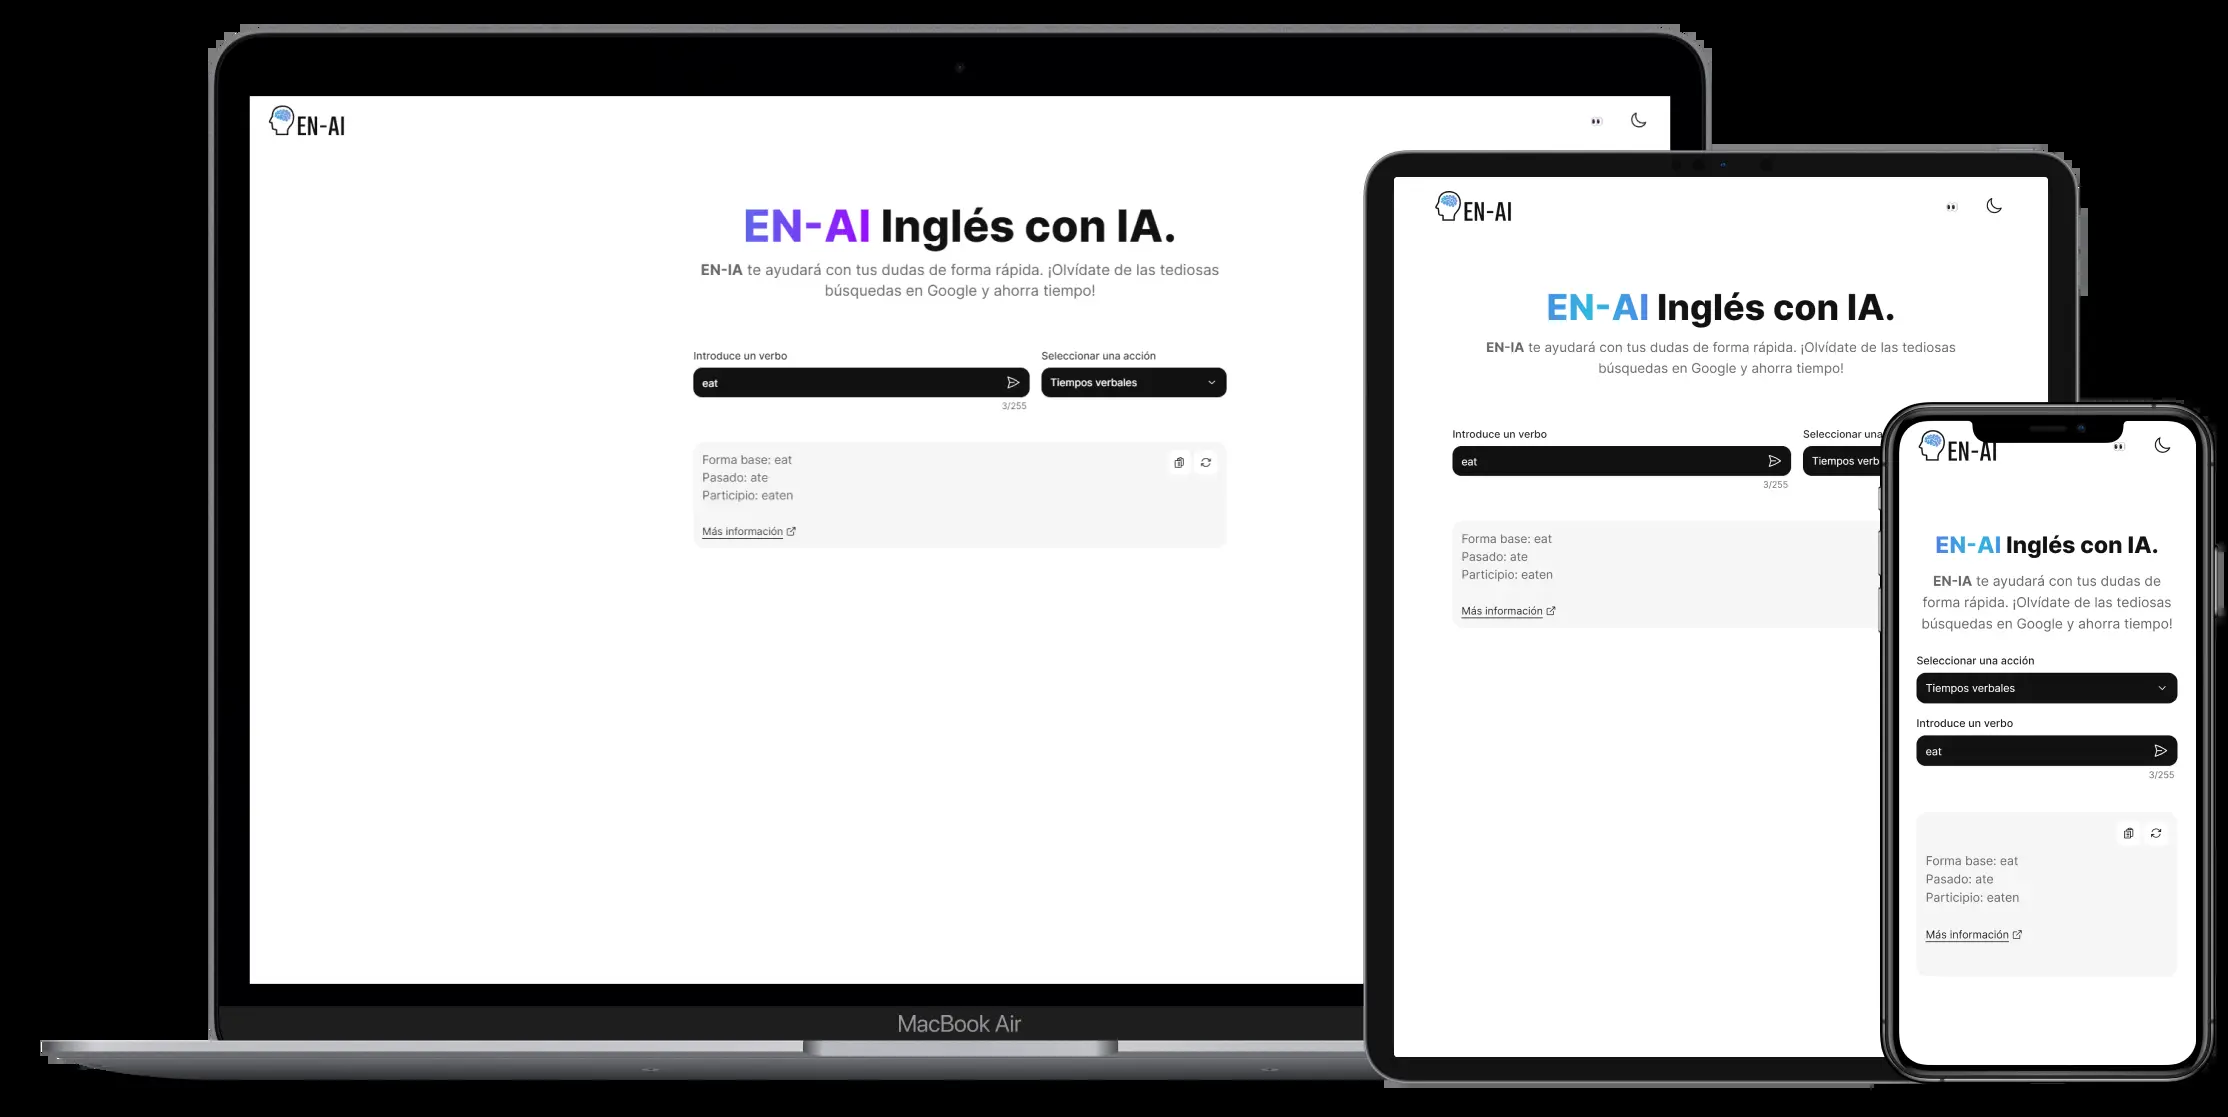 EN-AI
EN-AI Inglés con IA.
EN-IA te ayudará con tus dudas de forma rápida. ¡Olvídate de las tediosas
búsquedas en Google y ahorra tiempo!
Introduce un verbo
Seleccionar una acción
eat
Tiempos verbales
3/255
Forma base: eat
Pasado: ate
Participio: eaten
Más información
MacBook Air
EN-AI
EN-AI Inglés con IA.
EN-IA te ayudará con tus dudas de forma rápida. ¡Olvídate de las tediosas
búsquedas en Google y ahorra tiempo!
Introduce un verbo
Seleccionar una
eat
Tiempos verb
3/255
Forma base: eat
Pasado: ate
Participio: eaten
Más información
EN-AI
EN-AI Inglés con IA.
EN-IA te ayudará con tus dudas de
forma rápida. ¡Olvídate de las tediosas
búsquedas en Google y ahorra tiempo!
Seleccionar una acción
Tiempos verbales
Introduce un verbo
eat
3/255
Forma base: eat
Pasado: ate
Participio: eaten
Más información